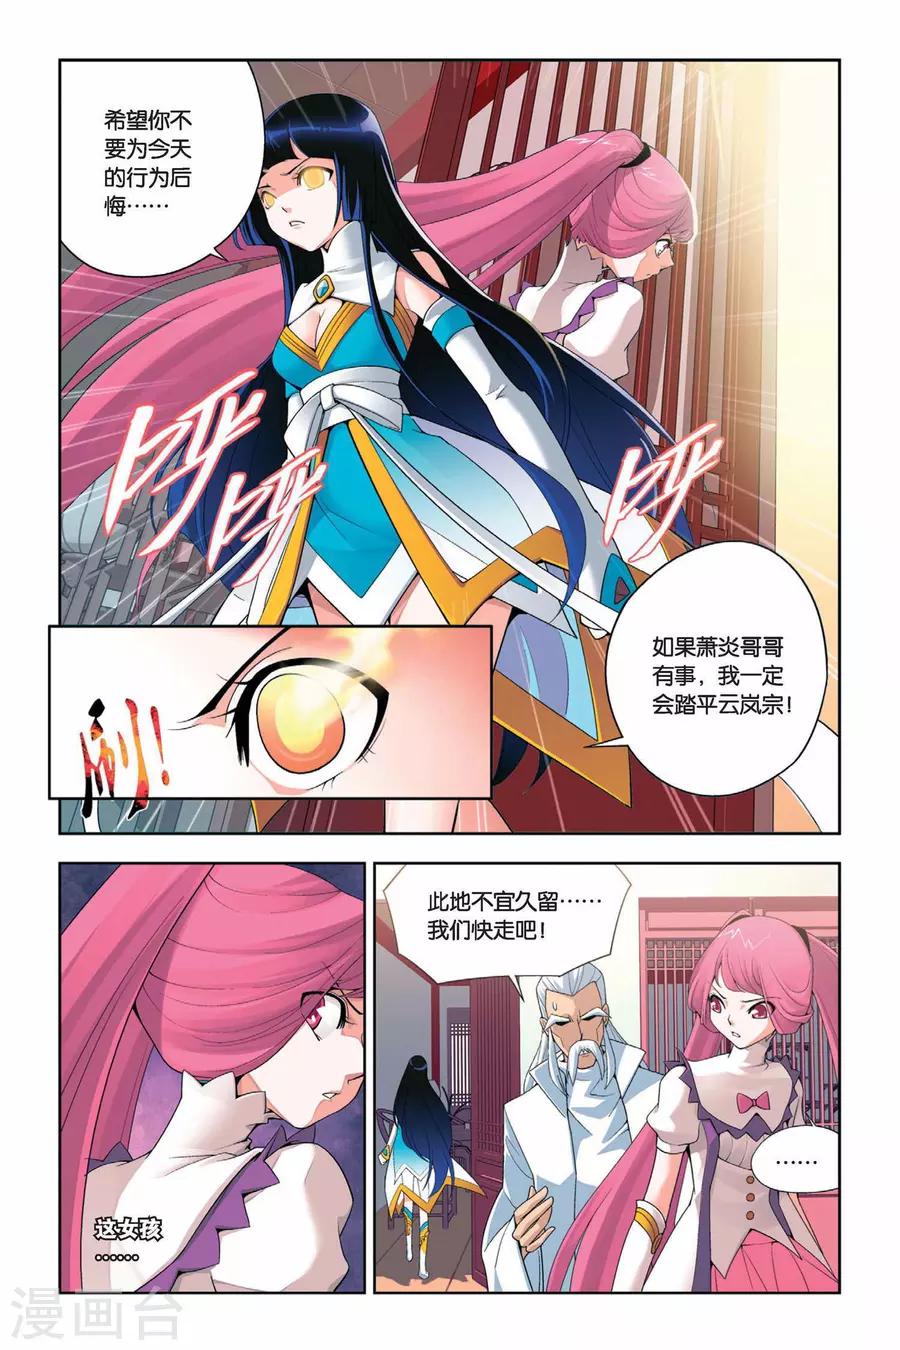 希望你不
要为今天
的行为后
悔……
呼
呼
呼
如果萧炎哥哥
有事，我一定
会踏平云岚宗！
刷！
这女孩
……
此地不宜久留……
我们快走吧！
……
漫画台